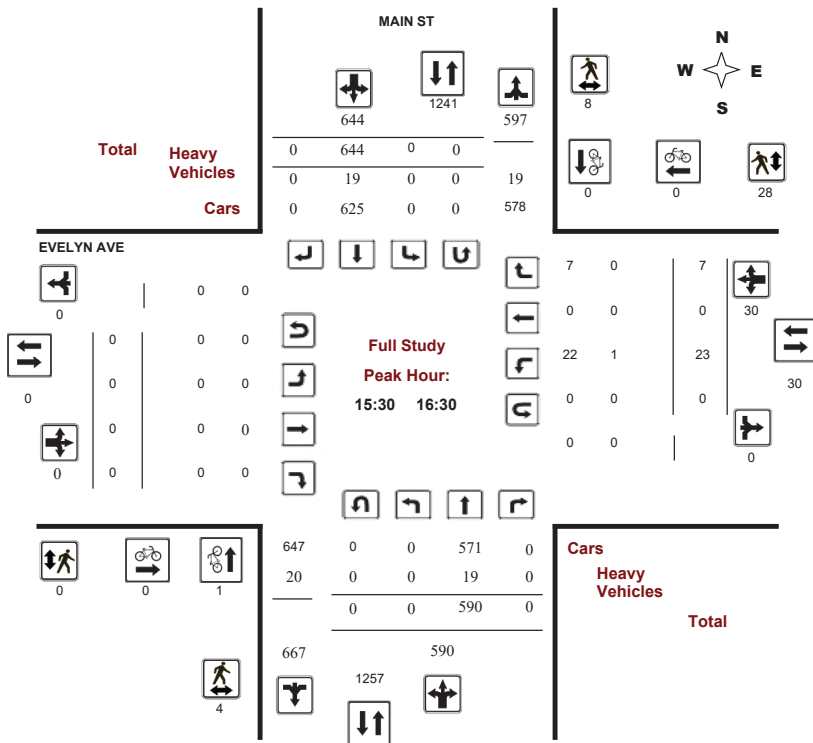 MAIN ST
N
W E
S
1241
8
644 597
Total Heavy Vehicles
0 644 0 0
0 19 0 0 19
Cars
0 625 0 0 578
0 0 28
EVELYN AVE
0
0 0
7 0 7
30
0 0 0
0 0 0
22 1 23
0 0 0
0 0 0
30
0
0 0 0
0 0 0
0 0
0
0
0 0 0
Full Study
Peak Hour:
15:30 16:30
647 0 0 571 0
Cars
20 0 0 19 0
Heavy
Vehicles
0 0 590 0
Total
0 0 1
667 590
1257
4